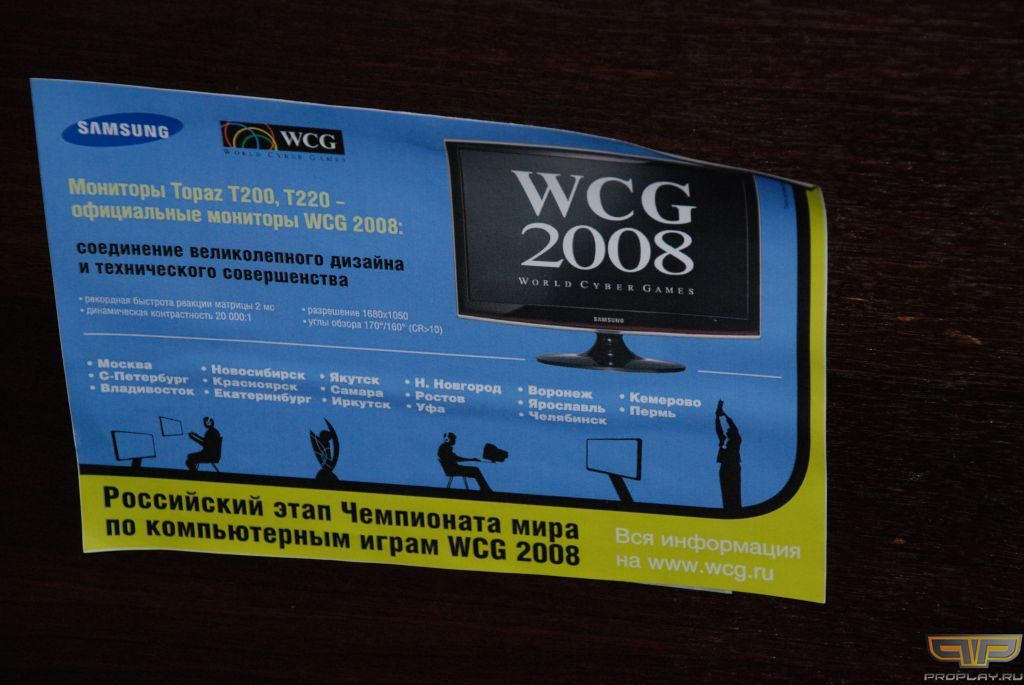 SAMSUNG
WCG
WORLD CYBER GAMES
Мониторы Topaz T200, T220 –
официальные мониторы WCG 2008:
соединение великолепного дизайна
и технического совершенства
• рекордная быстрота реакции матрицы 2 мс
• динамическая контрастность 20 000:1
• разрешение 1680x1050
• углы обзора 170°/160° (CR>10)
WCG
2008
WORLD CYBER GAMES
SAMSUNG
• Москва
• С-Петербург
• Владивосток
• Новосибирск
• Красноярск
• Екатеринбург
• Якутск
• Самара
• Иркутск
• Н. Новгород
• Ростов
• Уфа
• Воронеж
• Ярославль
• Челябинск
• Кемерово
• Пермь
Российский этап Чемпионата мира
по компьютерным играм WCG 2008
Вся информация
на www.wcg.ru
PROPLAY.RU